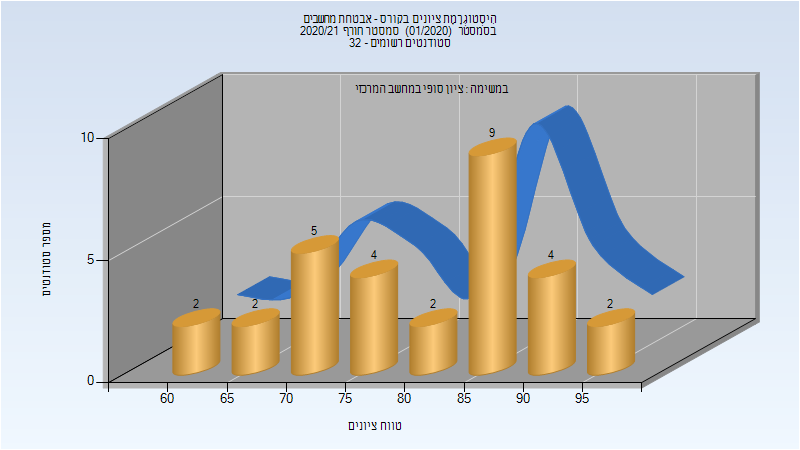 היסטוגרמת ציונים בקורס - אבטחת מחשבים
בסמסטר (01/2020) סמסטר חורף 2020/21
סטודנטים רשומים - 32
במשימה : ציון סופי במחשב המרכזי
10
5
0
מספר סטודנטים
2
2
5
4
2
9
4
2
60 65 70 75 80 85 90 95
טווח ציונים